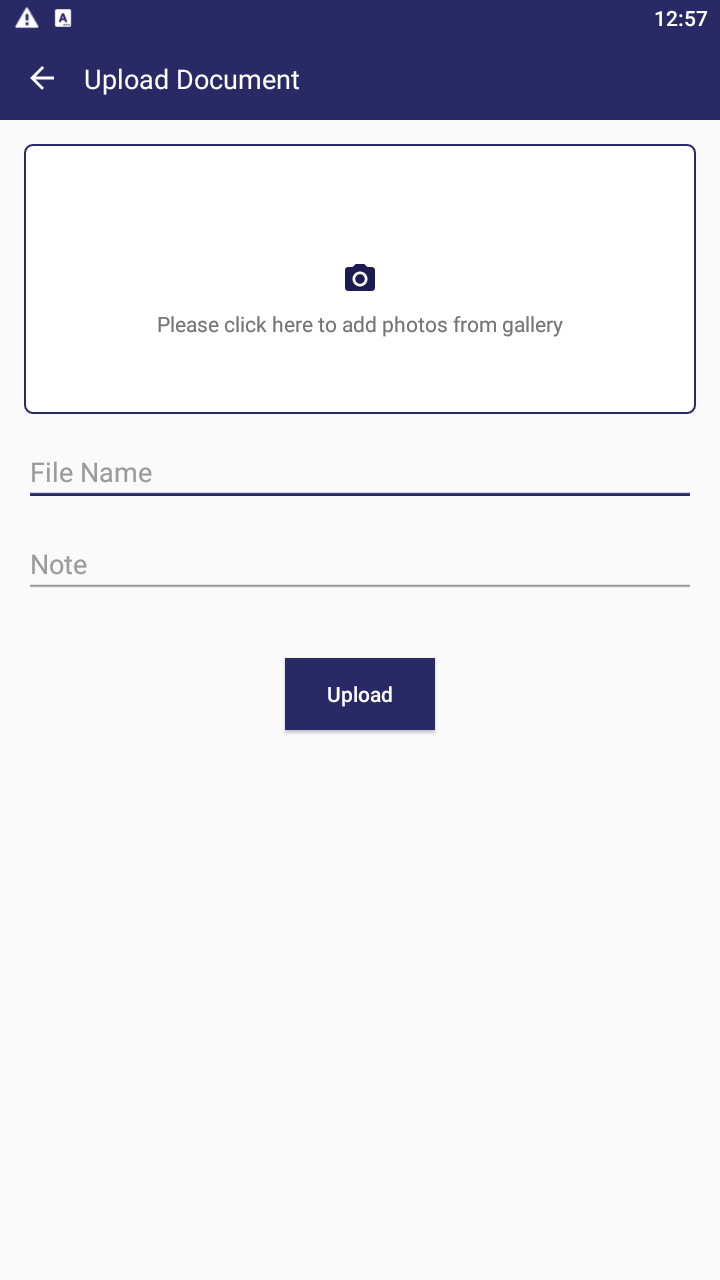 12:57
Upload Document
Please click here to add photos from gallery
File Name
Note
Upload